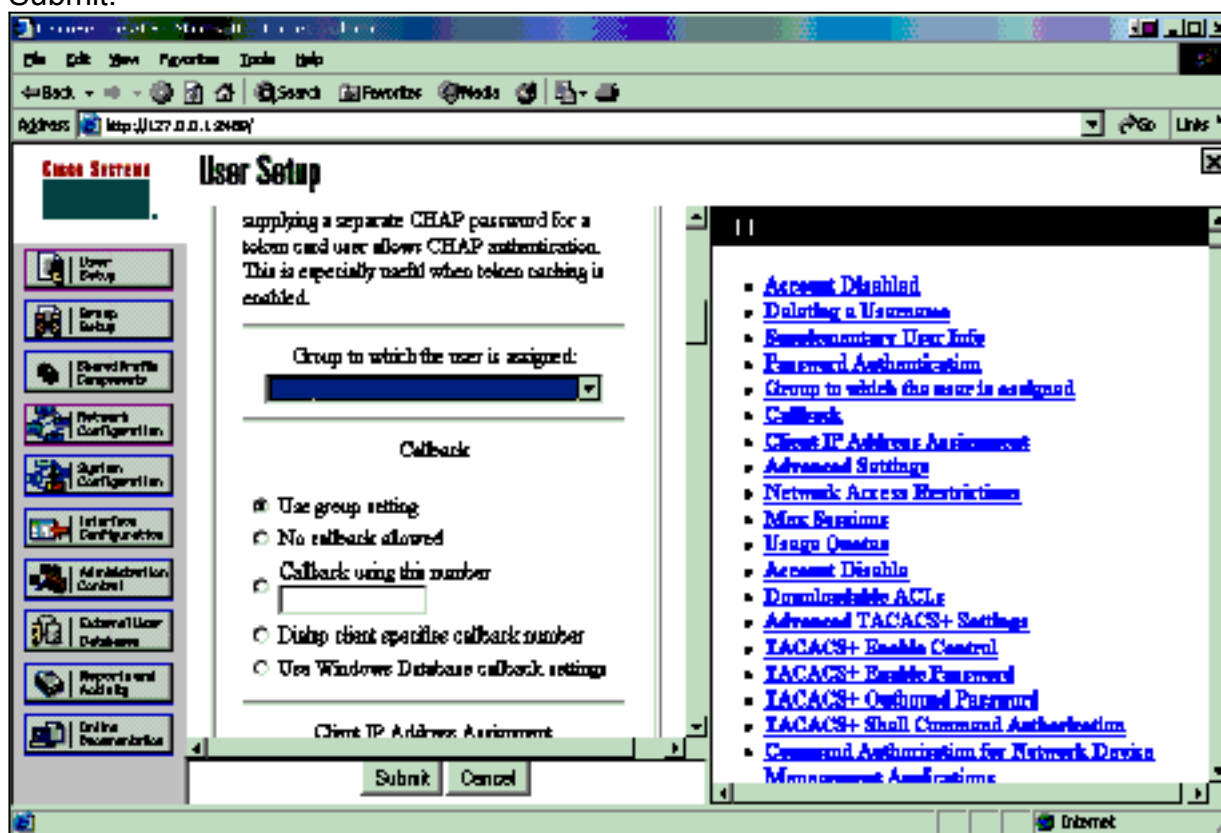 Submit.
File Edit View Favorites Tools Help
Back Search Favorites Media
Address http://127.0.0.1:2489/ Go Links
CISCO SYSTEMS
User Setup
User Setup
Group Setup
Shared Profile Components
Network Configuration
System Configuration
Interface Configuration
Administration Control
External User Databases
Reports and Activity
Online Documentation
supplying a separate CHAP password for a
token card user allows CHAP authentication.
This is especially useful when token caching is
enabled.
Group to which the user is assigned:
Callback
Use group setting
No callback allowed
Callback using this number
Dialup client specifies callback number
Use Windows Database callback settings
Client IP Address Assignment
Submit Cancel
Account Disabled
Deleting a Username
Supplementary User Info
Password Authentication
Group to which the user is assigned
Callback
Client IP Address Assignment
Advanced Settings
Network Access Restrictions
Max Sessions
Usage Quotas
Account Disable
Downloadable ACLs
Advanced TACACS+ Settings
TACACS+ Enable Control
TACACS+ Enable Password
TACACS+ Outbound Password
TACACS+ Shell Command Authorization
Command Authorization for Network Device
Management Applications
Internet